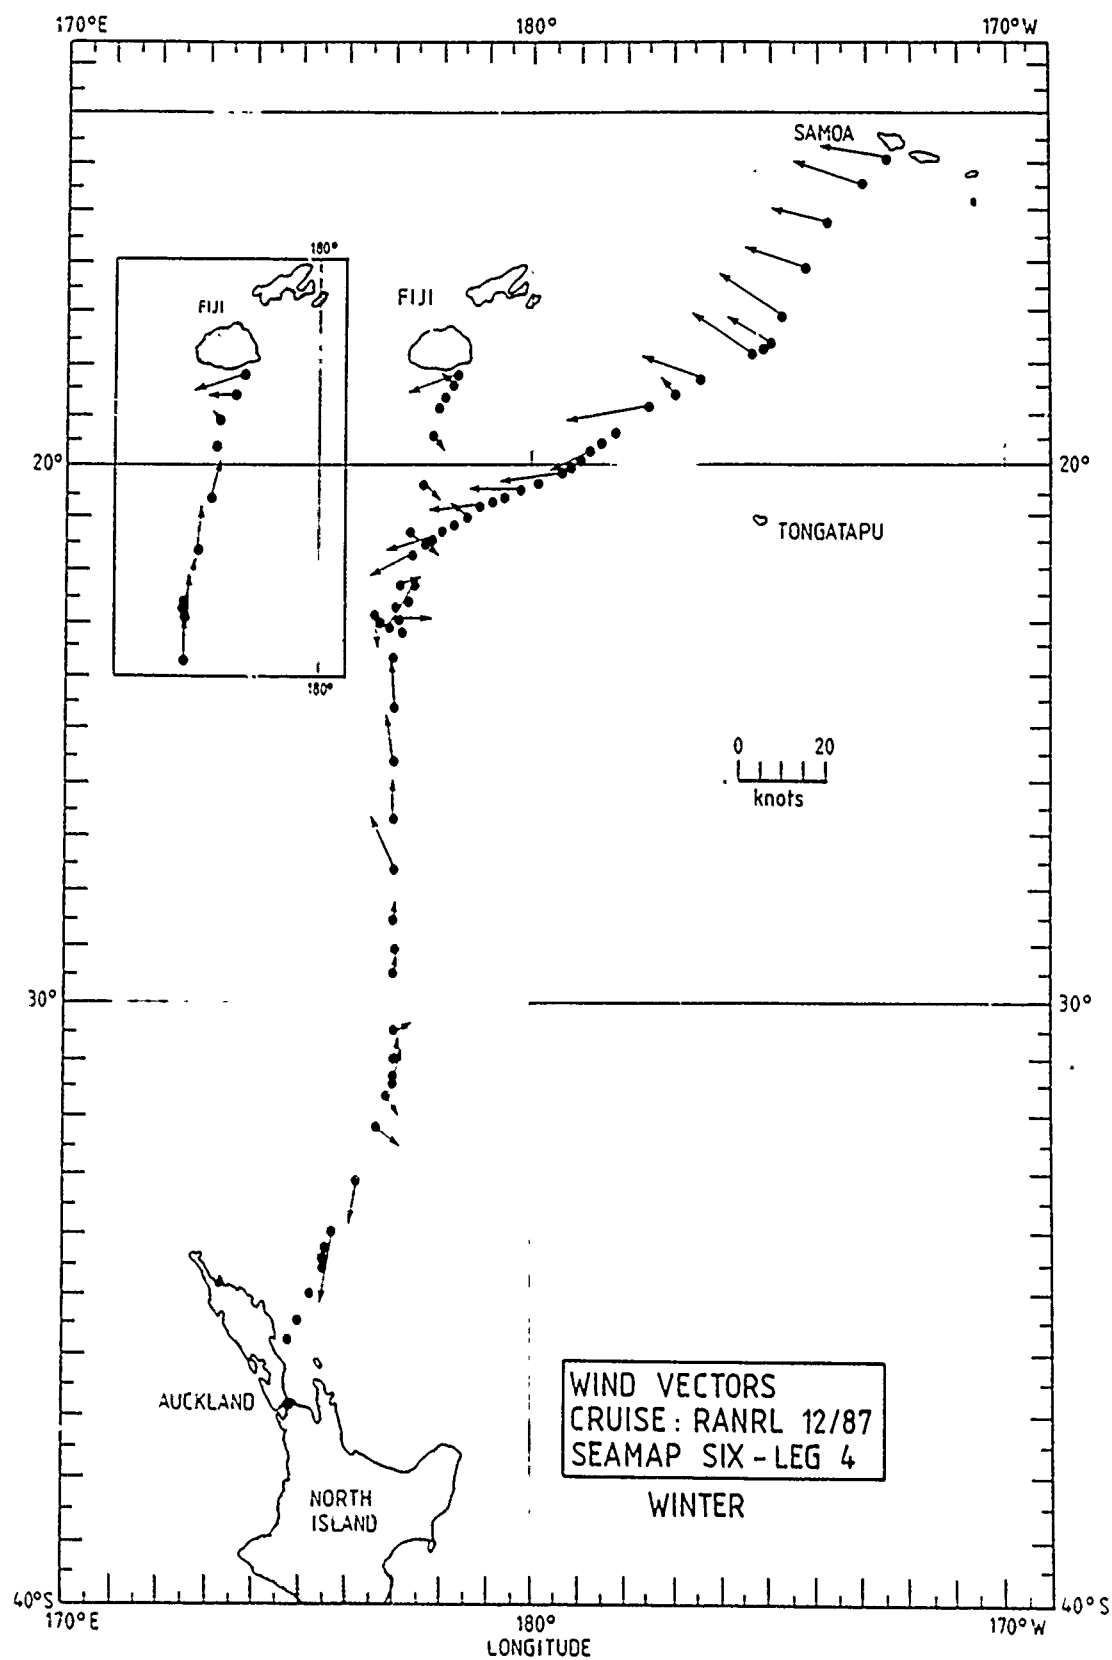 170°E 180° 170°W
SAMOA
180°
FIJI
FIJI
20° 20°
TONGATAPU
180°
0 20
knots
30° 30°
AUCKLAND
NORTH
ISLAND
WIND VECTORS
CRUISE: RANRL 12/87
SEAMAP SIX - LEG 4
WINTER
40°S 40°S
170°E 180° 170°W
LONGITUDE